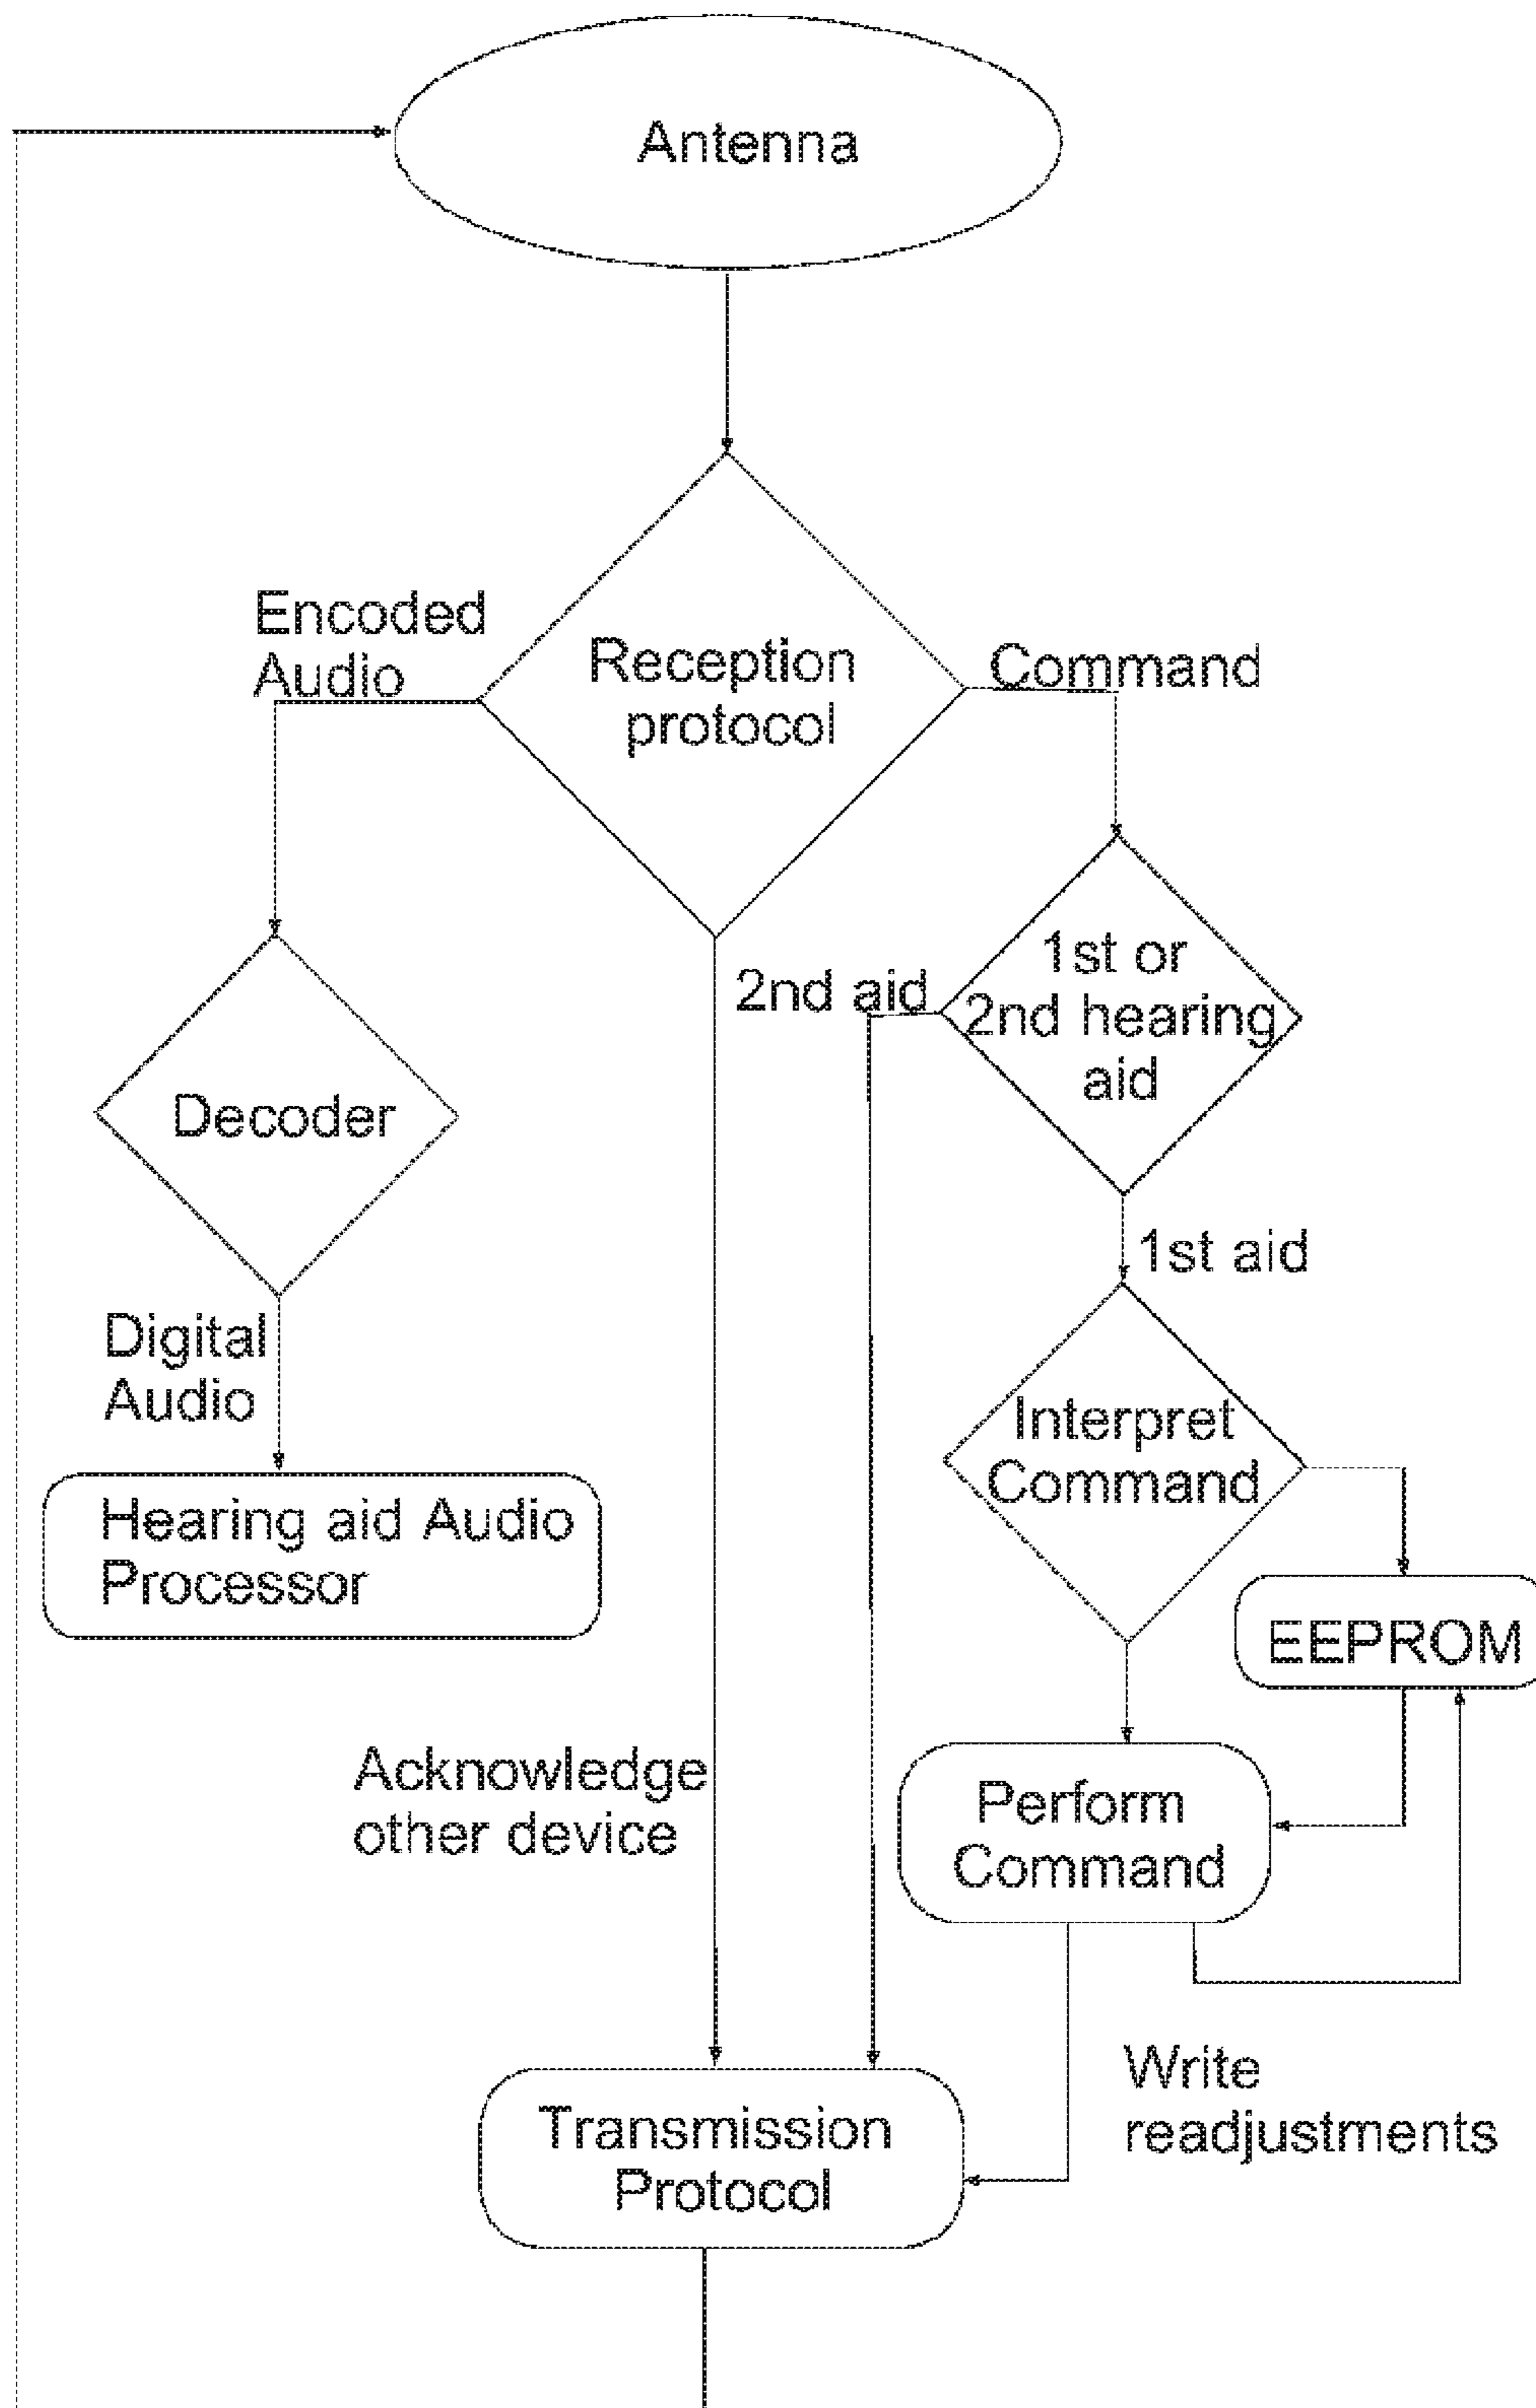 Antenna
Encoded
Audio
Reception
protocol
Command
2nd aid
1st or
2nd hearing
aid
Decoder
1st aid
Digital
Audio
Interpret
Command
Hearing aid Audio
Processor
EEPROM
Acknowledge
other device
Perform
Command
Write
readjustments
Transmission
Protocol